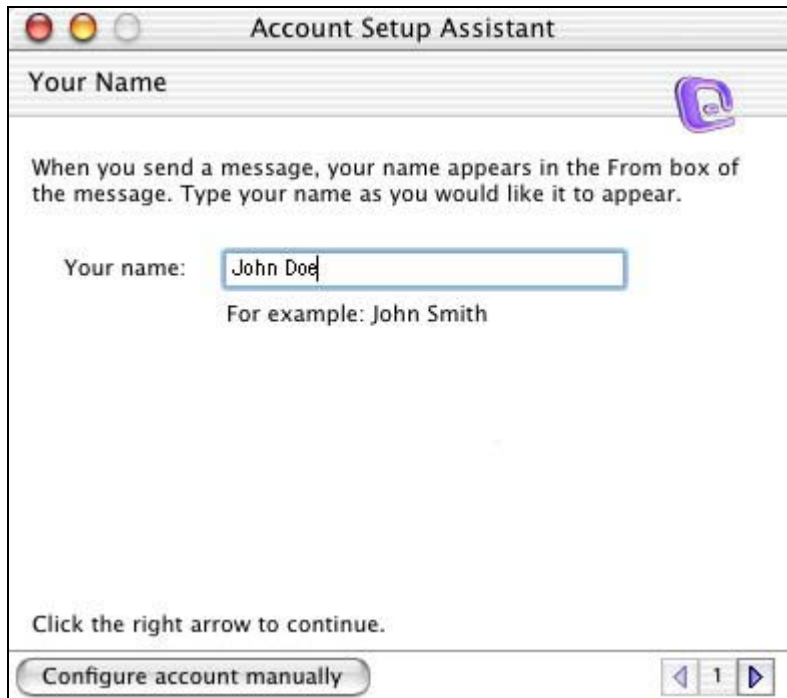 Account Setup Assistant
Your Name
When you send a message, your name appears in the From box of
the message. Type your name as you would like it to appear.
Your name: John Doe
For example: John Smith
Click the right arrow to continue.
Configure account manually 1